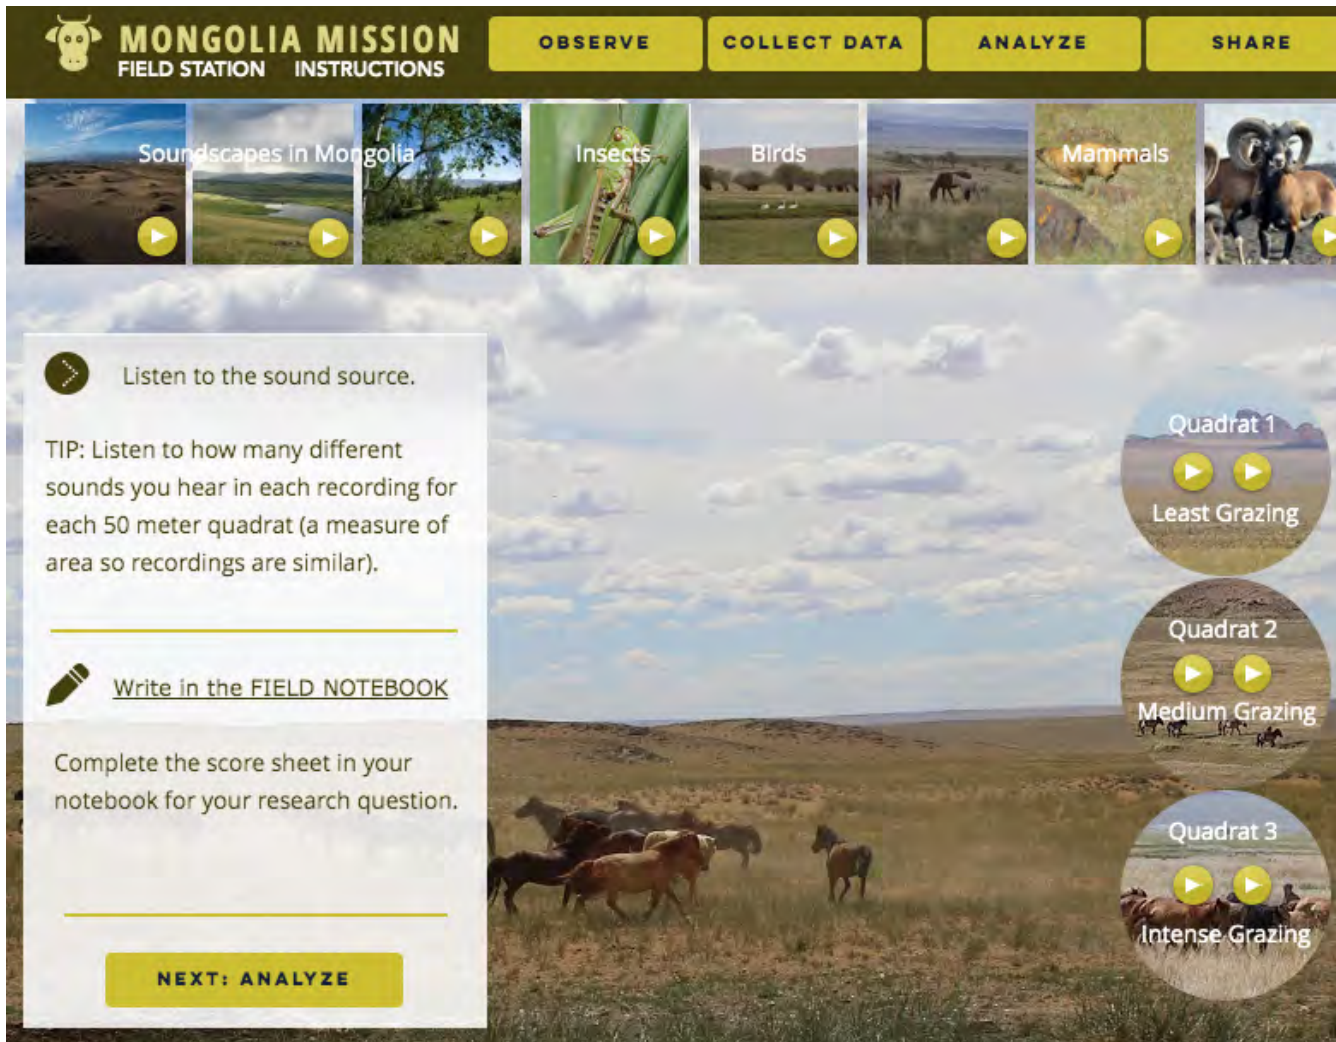 MONGOLIA MISSION
FIELD STATION INSTRUCTIONS
OBSERVE
COLLECT DATA
ANALYZE
SHARE
Soundscapes in Mongolia
Insects
Birds
Mammals
Listen to the sound source.
TIP: Listen to how many different
sounds you hear in each recording for
each 50 meter quadrat (a measure of
area so recordings are similar).
Write in the FIELD NOTEBOOK
Complete the score sheet in your
notebook for your research question.
NEXT: ANALYZE
Quadrat 1
Least Grazing
Quadrat 2
Medium Grazing
Quadrat 3
Intense Grazing